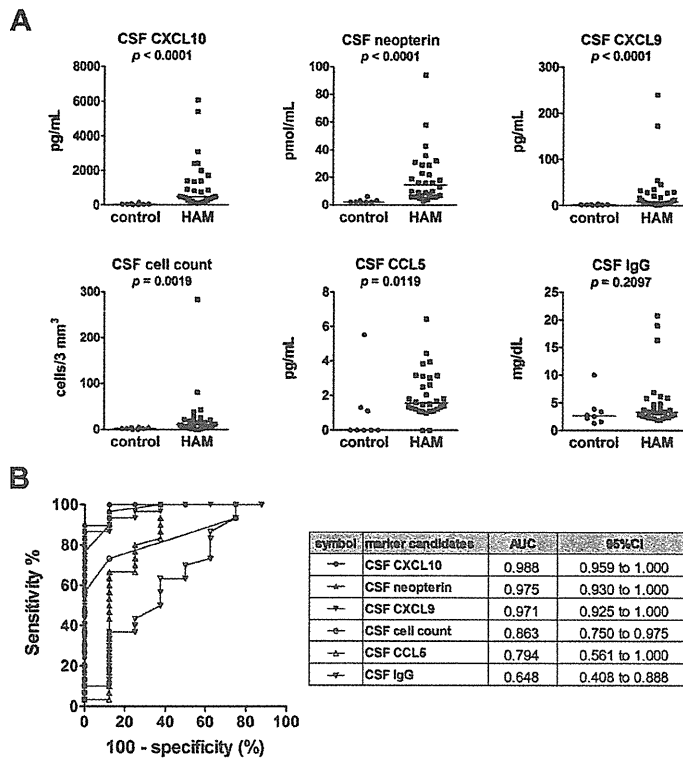 A
CSF CXCL10
p < 0.0001
pg/mL
8000
6000
4000
2000
0
control HAM
CSF neopterin
p < 0.0001
pmol/mL
100
80
60
40
20
0
control HAM
CSF CXCL9
p < 0.0001
pg/mL
300
200
100
0
control HAM
CSF cell count
p = 0.0019
cells/3 mm³
300
200
100
0
control HAM
CSF CCL5
p = 0.0119
pg/mL
8
6
4
2
0
control HAM
CSF IgG
p = 0.2097
mg/dL
25
20
15
10
5
0
control HAM
B
Sensitivity %
100
80
60
40
20
0
0 20 40 60 80 100
100 - specificity (%)
symbol marker candidates AUC 95%CI
CSF CXCL10 0.988 0.959 to 1.000
CSF neopterin 0.975 0.930 to 1.000
CSF CXCL9 0.971 0.925 to 1.000
CSF cell count 0.863 0.750 to 0.975
CSF CCL5 0.794 0.561 to 1.000
CSF IgG 0.648 0.408 to 0.888